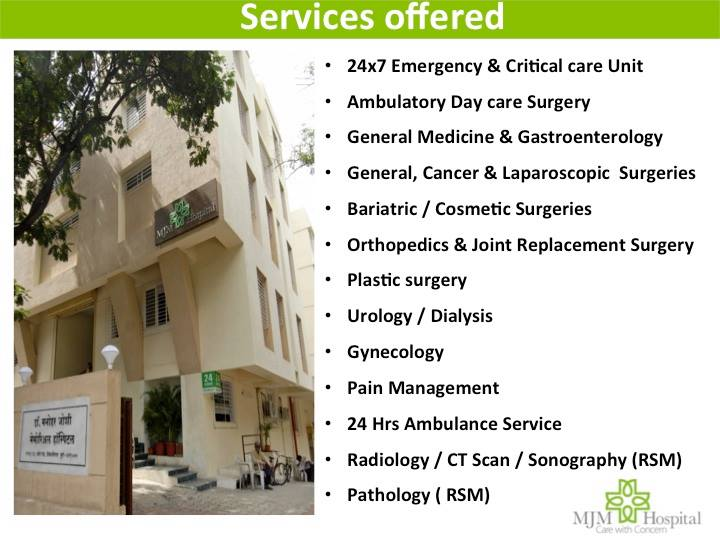 Services offered
• 24x7 Emergency & Critical care Unit
• Ambulatory Day care Surgery
• General Medicine & Gastroenterology
• General, Cancer & Laparoscopic Surgeries
• Bariatric / Cosmetic Surgeries
• Orthopedics & Joint Replacement Surgery
• Plastic surgery
• Urology / Dialysis
• Gynecology
• Pain Management
• 24 Hrs Ambulance Service
• Radiology / CT Scan / Sonography (RSM)
• Pathology ( RSM)
MJM Hospital
24
डॉ. मनोहर जोशी
मेमोरिअल हॉस्पिटल
MJM Hospital
Care with Concern